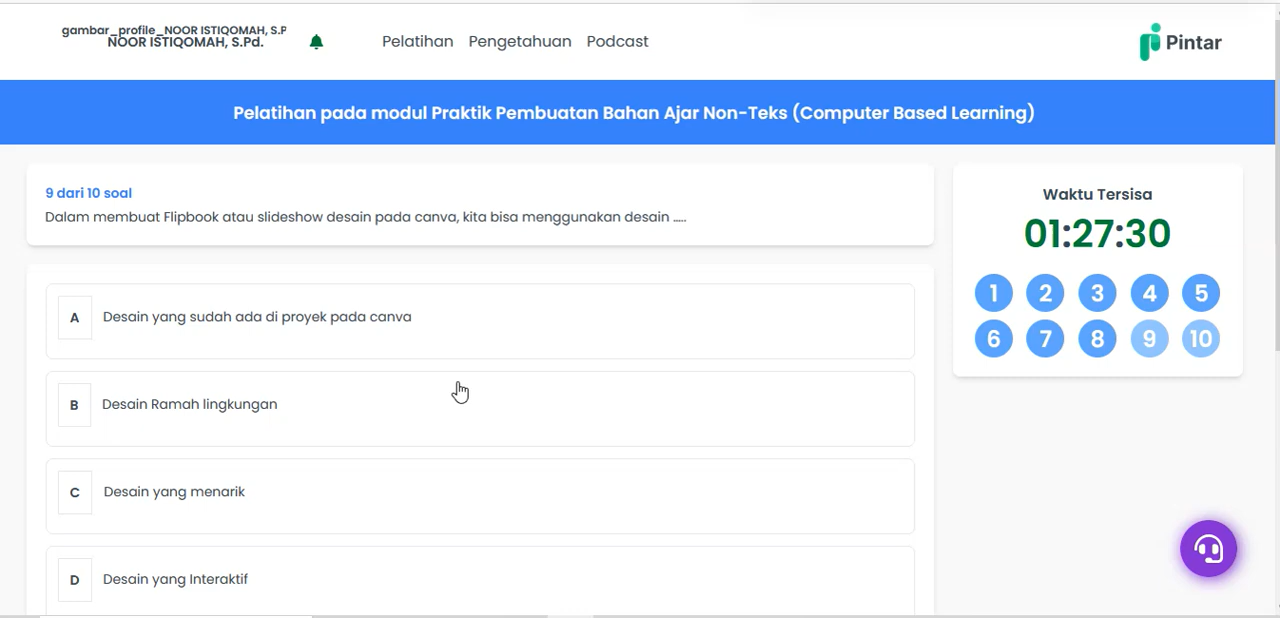 gambar_profile_NOOR ISTIQOMAH, S.P
NOOR ISTIQOMAH, S.Pd.
Pelatihan Pengetahuan Podcast
Pintar
Pelatihan pada modul Praktik Pembuatan Bahan Ajar Non-Teks (Computer Based Learning)
9 dari 10 soal
Dalam membuat Flipbook atau slideshow desain pada canva, kita bisa menggunakan desain .....
A Desain yang sudah ada di proyek pada canva
B Desain Ramah lingkungan
C Desain yang menarik
D Desain yang Interaktif
Waktu Tersisa
01:27:30
1 2 3 4 5
6 7 8 9 10